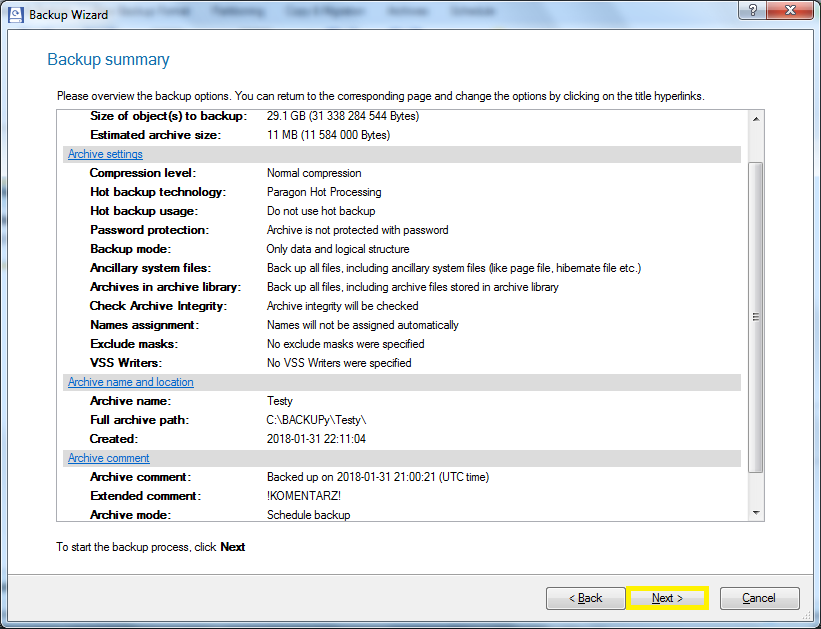 Backup Wizard
Backup summary
Please overview the backup options. You can return to the corresponding page and change the options by clicking on the title hyperlinks.
Size of object(s) to backup: 29.1 GB (31 338 284 544 Bytes)
Estimated archive size: 11 MB (11 584 000 Bytes)
Archive settings
Compression level: Normal compression
Hot backup technology: Paragon Hot Processing
Hot backup usage: Do not use hot backup
Password protection: Archive is not protected with password
Backup mode: Only data and logical structure
Ancillary system files: Back up all files, including ancillary system files (like page file, hibernate file etc.)
Archives in archive library: Back up all files, including archive files stored in archive library
Check Archive Integrity: Archive integrity will be checked
Names assignment: Names will not be assigned automatically
Exclude masks: No exclude masks were specified
VSS Writers: No VSS Writers were specified
Archive name and location
Archive name: Testy
Full archive path: C:\BACKUPy\Testy\
Created: 2018-01-31 22:11:04
Archive comment
Archive comment: Backed up on 2018-01-31 21:00:21 (UTC time)
Extended comment: !KOMENTARZ!
Archive mode: Schedule backup
To start the backup process, click Next
< Back Next > Cancel